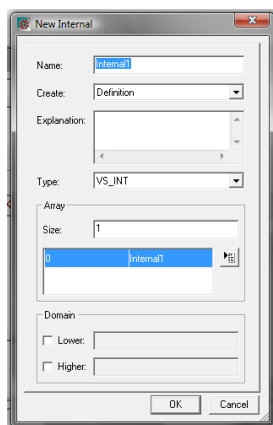 New Internal
Name: Internal1
Create: Definition
Explanation:
Type: VS_INT
Array
Size: 1
0 Internal1
Domain
Lower:
Higher:
OK Cancel